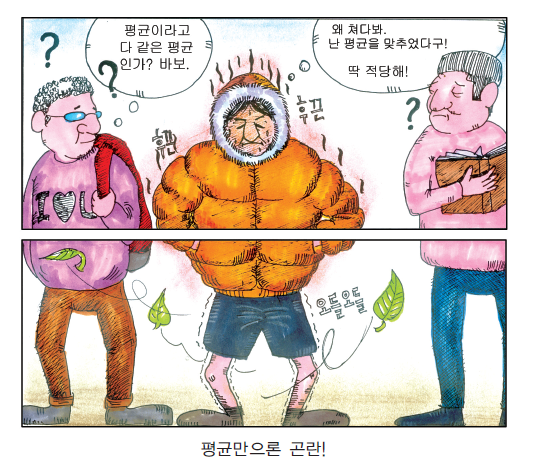 ?
?
평균이라고
다 같은 평균
인가? 바보.
왜 쳐다봐.
난 평균을 맞추었다구!
딱 적당해!
?
후끈
후끈
I ♥ U
오들오들
평균만으론 곤란!